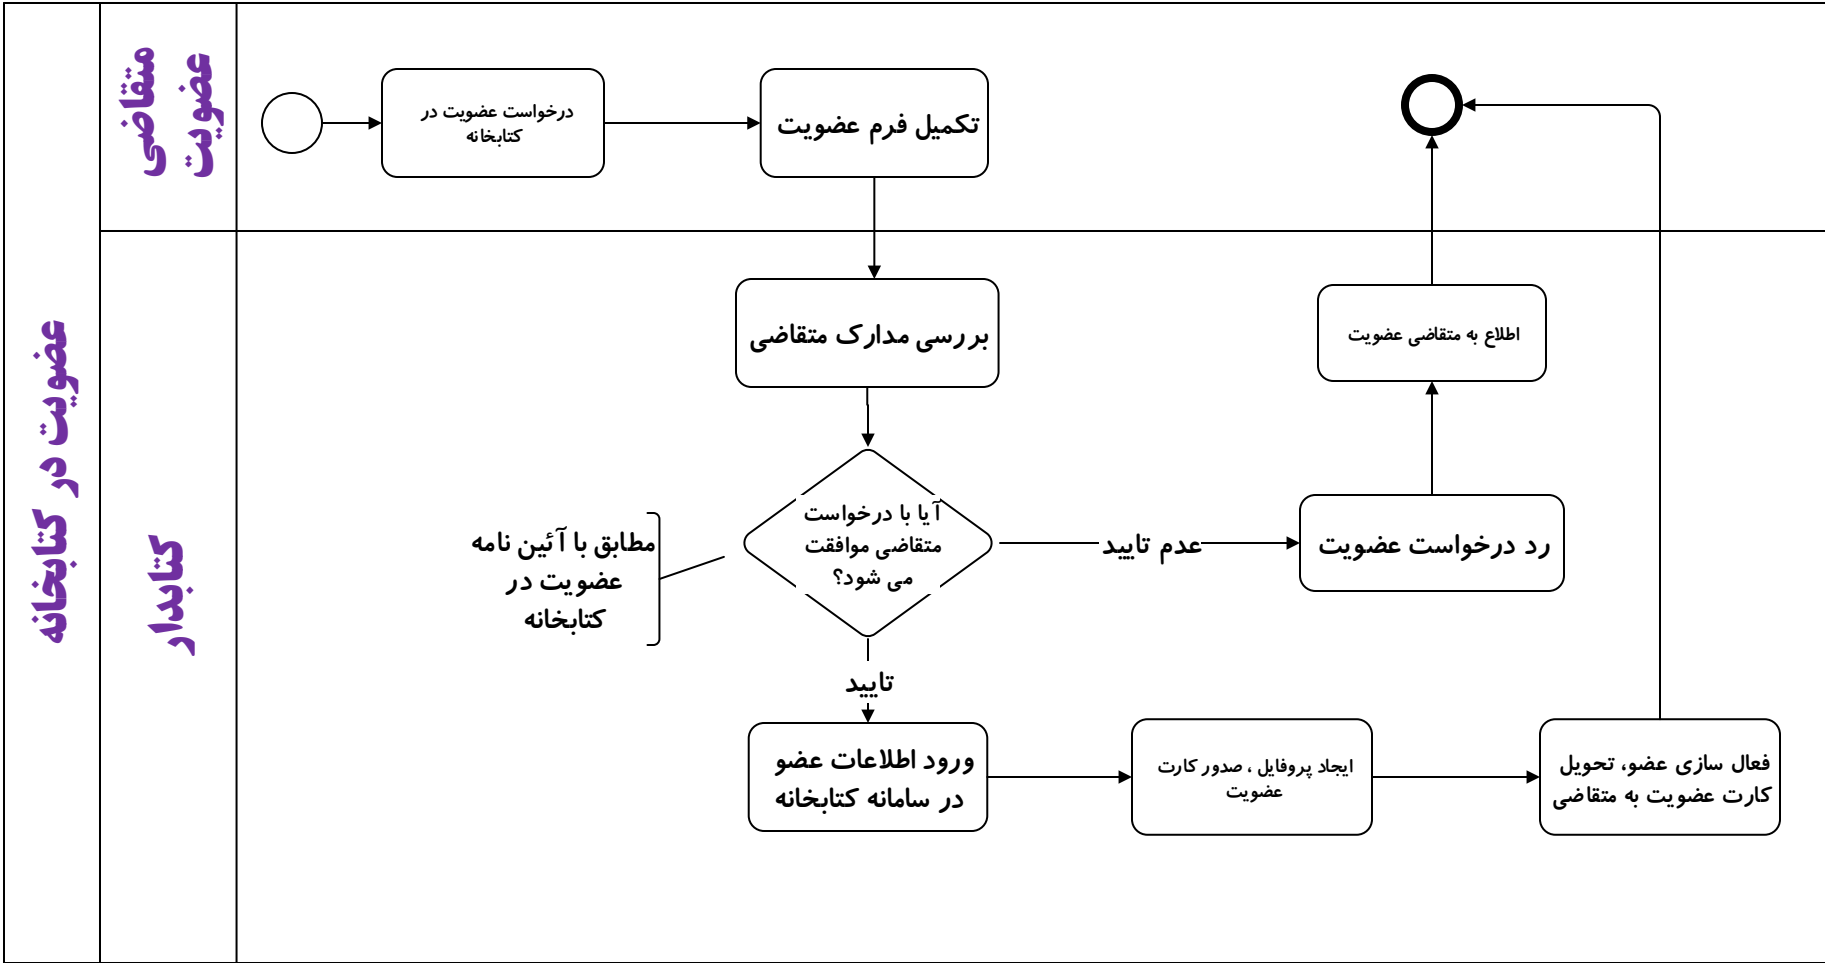 عضویت در کتابخانه
متقاضی
عضویت
درخواست عضویت در
کتابخانه
تکمیل فرم عضویت
کتابدار
بررسی مدارک متقاضی
اطلاع به متقاضی عضویت
آیا با درخواست
متقاضی موافقت
می شود؟
مطابق با آئین نامه
عضویت در
کتابخانه
عدم تایید
رد درخواست عضویت
تایید
ورود اطلاعات عضو
در سامانه کتابخانه
ایجاد پروفایل ، صدور کارت
عضویت
فعال سازی عضو، تحویل
کارت عضویت به متقاضی